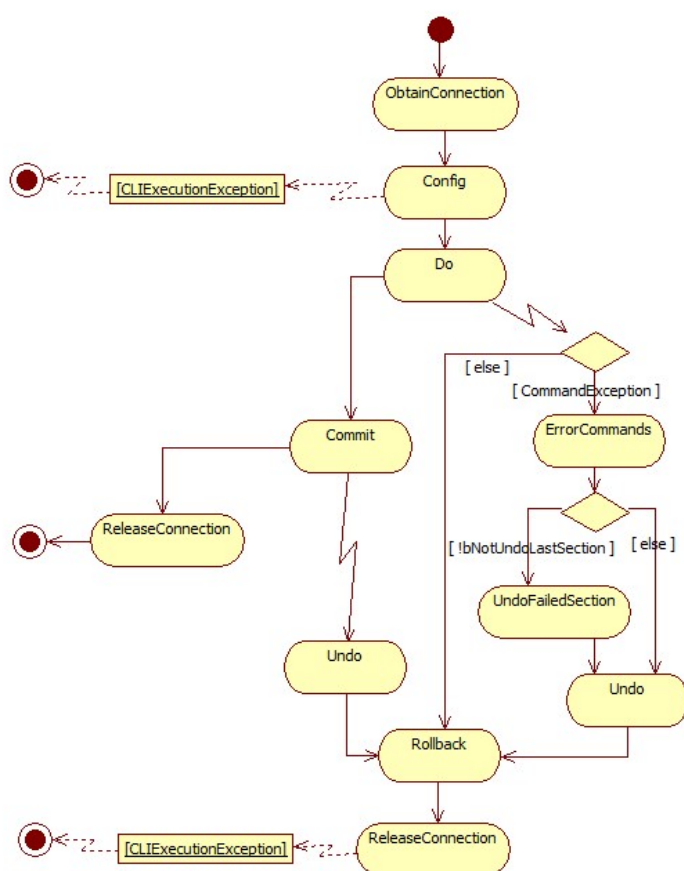 ObtainConnection
[CLIExecutionException]
Config
Do
[ else ]
[ CommandException ]
Commit
ErrorCommands
ReleaseConnection
[ !bNotUndoLastSection ]
[ else ]
UndoFailedSection
Undo
Undo
Rollback
[CLIExecutionException]
ReleaseConnection